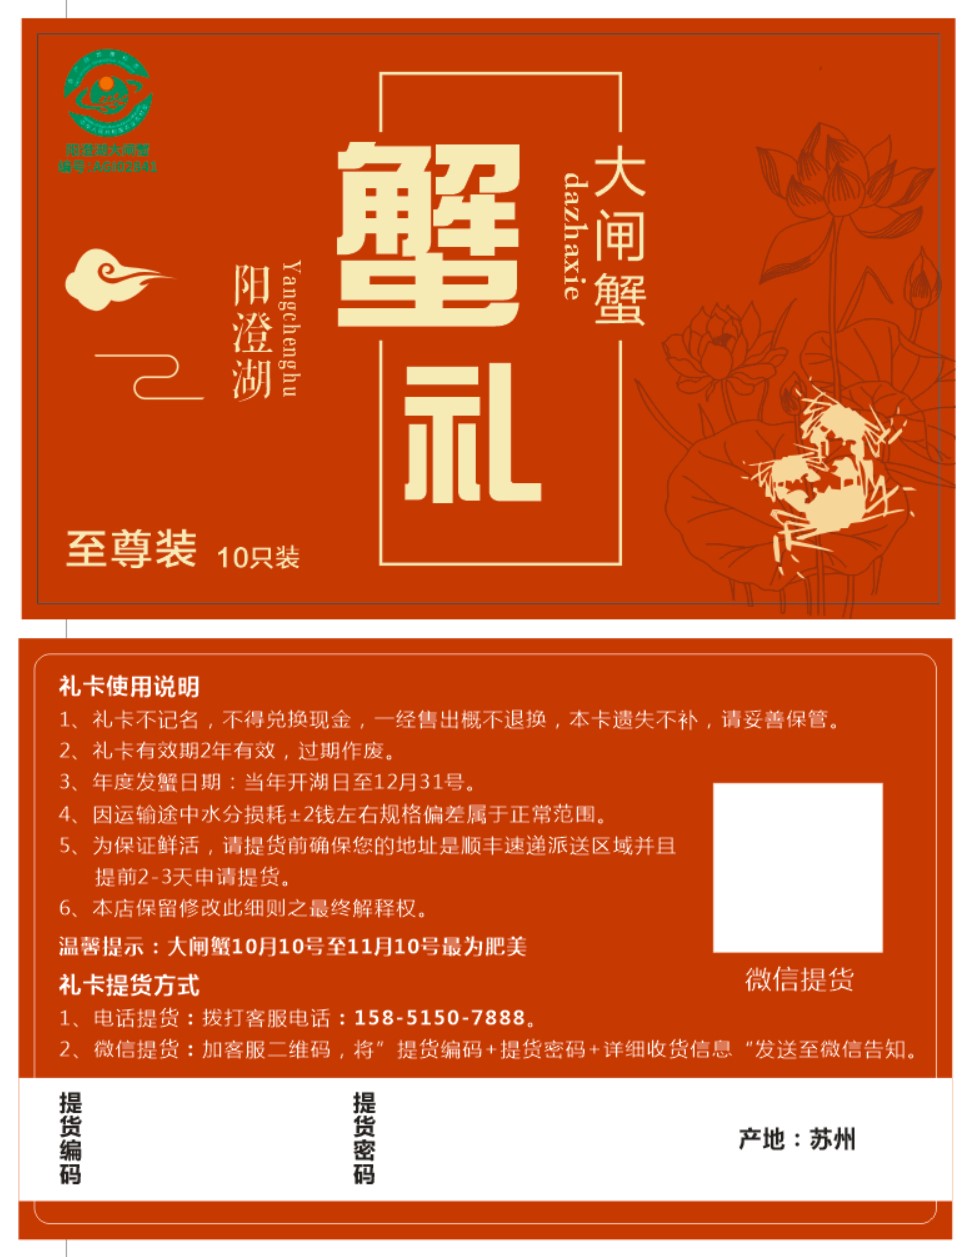 阳澄湖大闸蟹
编号:AGI02641
蟹礼
大闸蟹
dazhaxie
阳澄湖
Yangchenghu
至尊装 10只装
礼卡使用说明
1、礼卡不记名，不得兑换现金，一经售出概不退换，本卡遗失不补，请妥善保管。
2、礼卡有效期2年有效，过期作废。
3、年度发蟹日期：当年开湖日至12月31号。
4、因运输途中水分损耗±2钱左右规格偏差属于正常范围。
5、为保证鲜活，请提货前确保您的地址是顺丰速递派送区域并且
提前2-3天申请提货。
6、本店保留修改此细则之最终解释权。
温馨提示：大闸蟹10月10号至11月10号最为肥美
礼卡提货方式
1、电话提货：拨打客服电话：158-5150-7888。
2、微信提货：加客服二维码，将”提货编码+提货密码+详细收货信息“发送至微信告知。
微信提货
提货编码
提货密码
产地：苏州